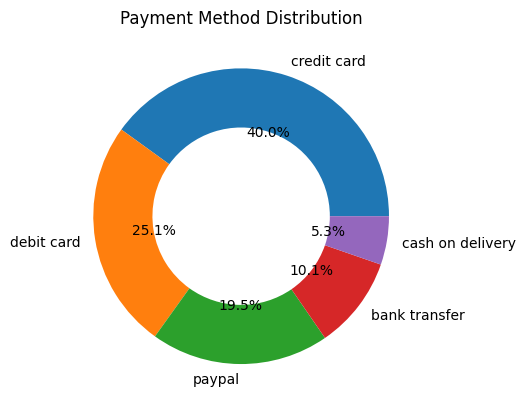 Payment Method Distribution
credit card
40.0%
debit card
25.1%
paypal
19.5%
bank transfer
10.1%
cash on delivery
5.3%